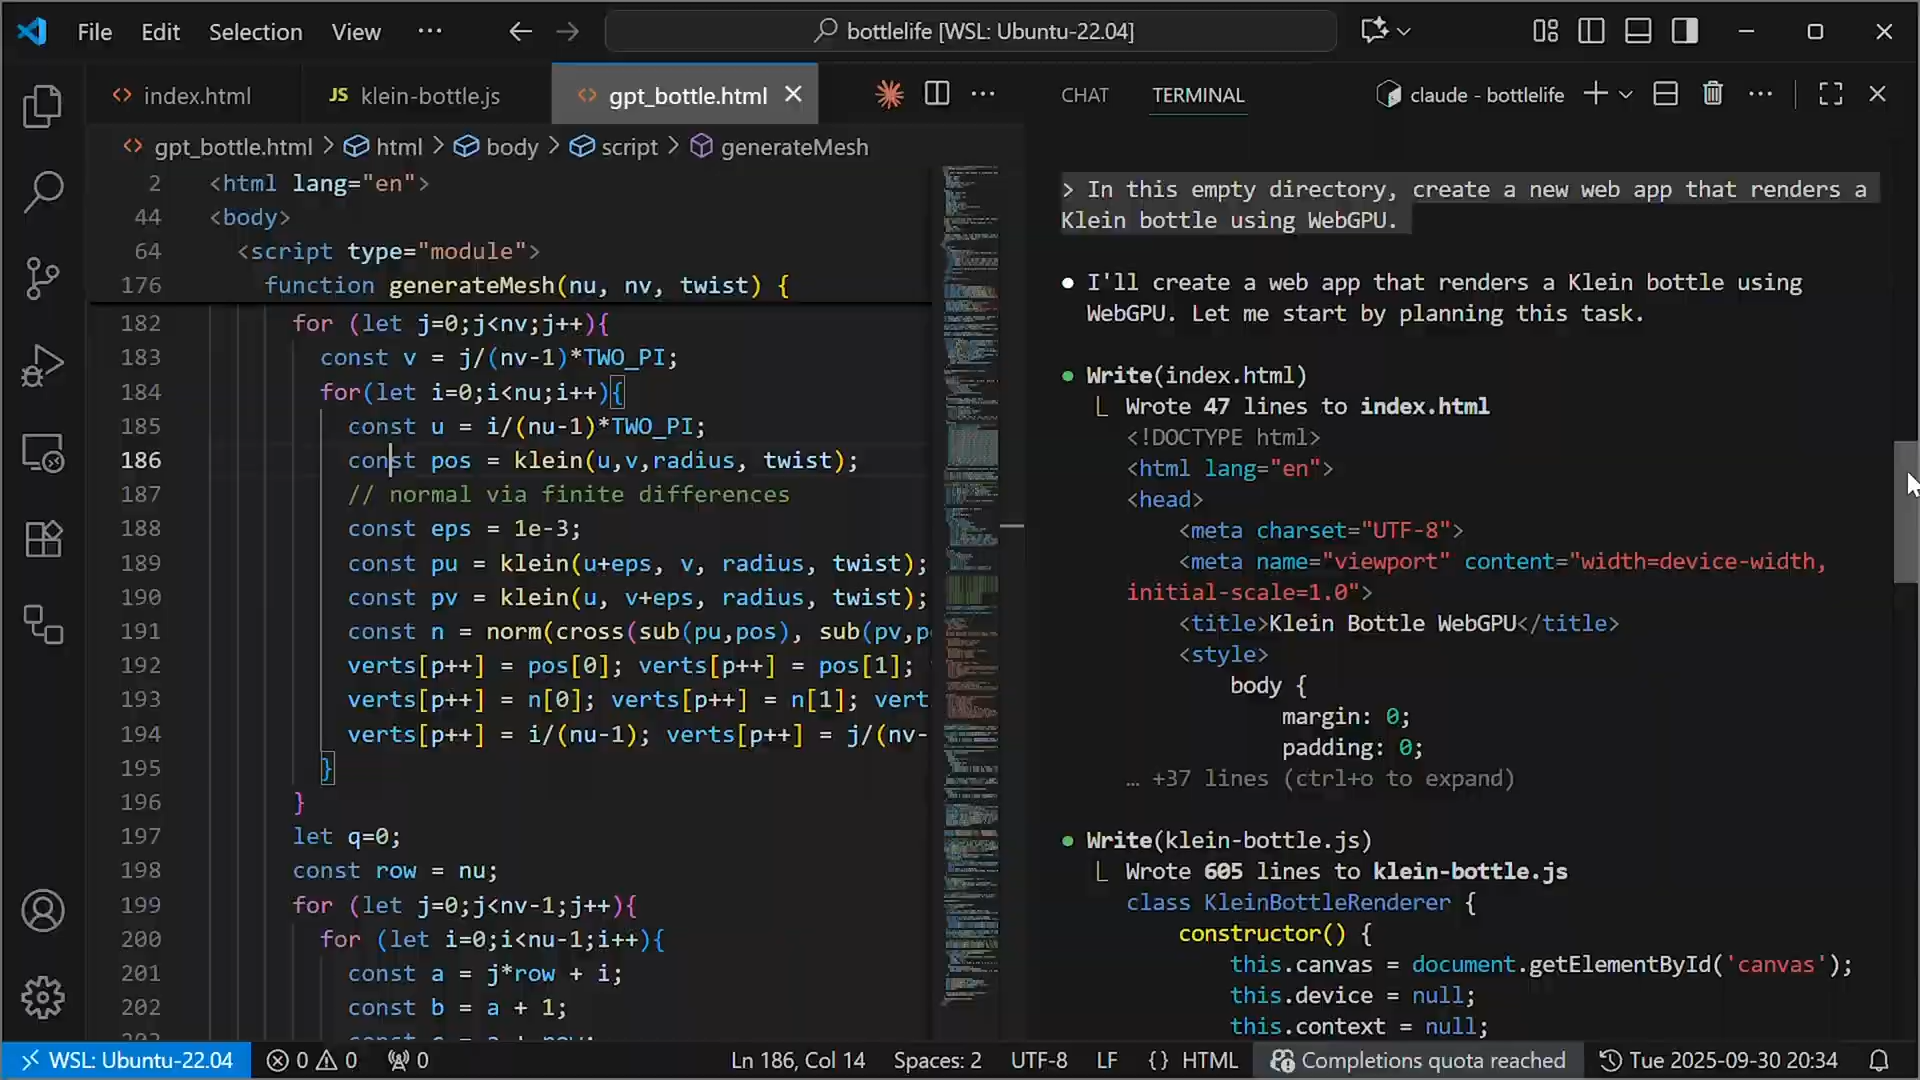 File Edit Selection View ··· bottlelife [WSL: Ubuntu-22.04]
index.html JS klein-bottle.js gpt_bottle.html
CHAT TERMINAL claude - bottlelife
gpt_bottle.html > html > body > script > generateMesh
2 <html lang="en">
44 <body>
64 <script type="module">
176 function generateMesh(nu, nv, twist) {
182 for (let j=0;j<nv;j++){
183 const v = j/(nv-1)*TWO_PI;
184 for(let i=0;i<nu;i++){
185 const u = i/(nu-1)*TWO_PI;
186 const pos = klein(u,v,radius, twist);
187 // normal via finite differences
188 const eps = 1e-3;
189 const pu = klein(u+eps, v, radius, twist);
190 const pv = klein(u, v+eps, radius, twist);
191 const n = norm(cross(sub(pu,pos), sub(pv,p
192 verts[p++] = pos[0]; verts[p++] = pos[1];
193 verts[p++] = n[0]; verts[p++] = n[1]; vert
194 verts[p++] = i/(nu-1); verts[p++] = j/(nv-
195 }
196 }
197 let q=0;
198 const row = nu;
199 for (let j=0;j<nv-1;j++){
200 for (let i=0;i<nu-1;i++){
201 const a = j*row + i;
202 const b = a + 1;
> In this empty directory, create a new web app that renders a
Klein bottle using WebGPU.
● I'll create a web app that renders a Klein bottle using
WebGPU. Let me start by planning this task.
● Write(index.html)
⎣ Wrote 47 lines to index.html
<!DOCTYPE html>
<html lang="en">
<head>
<meta charset="UTF-8">
<meta name="viewport" content="width=device-width,
initial-scale=1.0">
<title>Klein Bottle WebGPU</title>
<style>
body {
margin: 0;
padding: 0;
… +37 lines (ctrl+o to expand)
● Write(klein-bottle.js)
⎣ Wrote 605 lines to klein-bottle.js
class KleinBottleRenderer {
constructor() {
this.canvas = document.getElementById('canvas');
this.device = null;
this.context = null;
WSL: Ubuntu-22.04 0 0 0 Ln 186, Col 14 Spaces: 2 UTF-8 LF {} HTML Completions quota reached Tue 2025-09-30 20:34